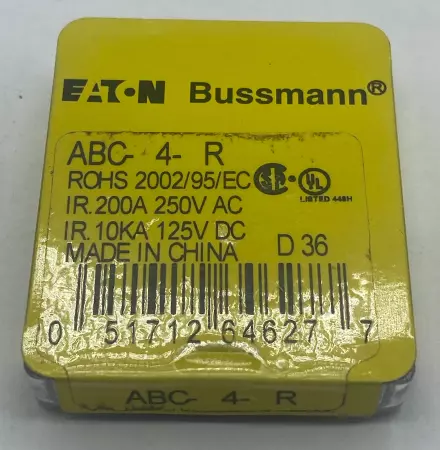 EATON Bussmann®
ABC- 4- R
ROHS 2002/95/EC
LISTED 448H
IR.200A 250V AC
IR.10KA 125V DC
MADE IN CHINA D 36
0 51712 64627 7
ABC- 4- R